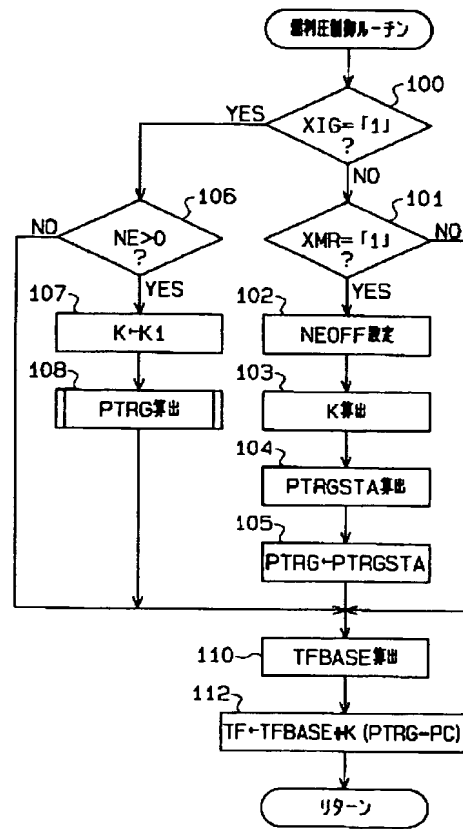 燃料圧制御ルーチン
100
XIG=「1」
?
YES
NO
106
NE>0
?
NO
YES
101
XMR=「1」
?
NO
YES
107
K←K1
102
NEOFF設定
108
PTRG算出
103
K算出
104
PTRGSTA算出
105
PTRG←PTRGSTA
110
TFBASE算出
112
TF←TFBASE+K(PTRG-PC)
リターン